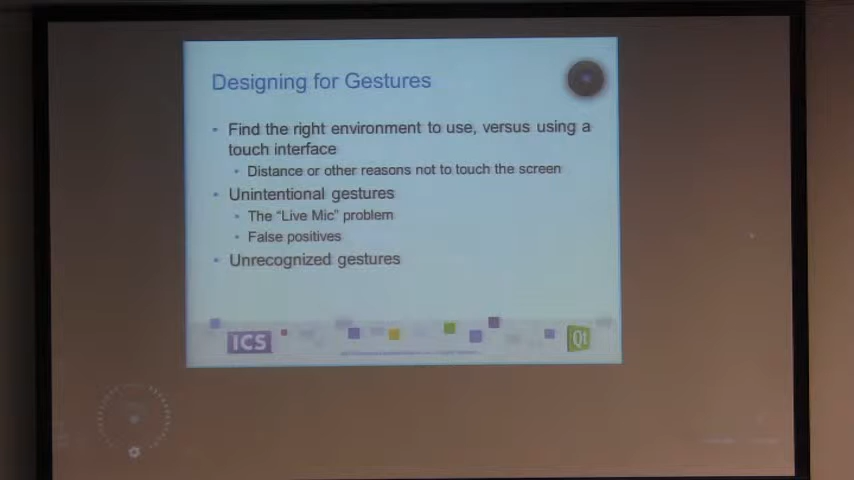 Designing for Gestures
• Find the right environment to use, versus using a
touch interface
• Distance or other reasons not to touch the screen
• Unintentional gestures
• The “Live Mic” problem
• False positives
• Unrecognized gestures
ICS
Qt